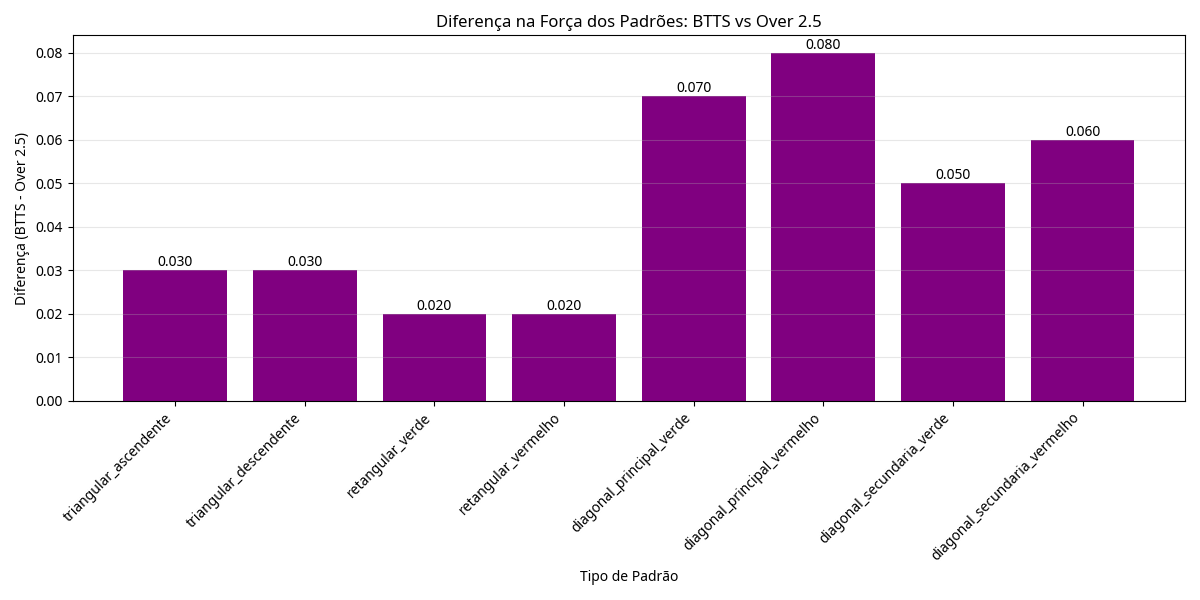 Diferença na Força dos Padrões: BTTS vs Over 2.5
Diferença (BTTS - Over 2.5)
0.08
0.07
0.06
0.05
0.04
0.03
0.02
0.01
0.00
0.030
0.030
0.020
0.020
0.070
0.080
0.050
0.060
triangular_ascendente
triangular_descendente
retangular_verde
retangular_vermelho
diagonal_principal_verde
diagonal_principal_vermelho
diagonal_secundaria_verde
diagonal_secundaria_vermelho
Tipo de Padrão